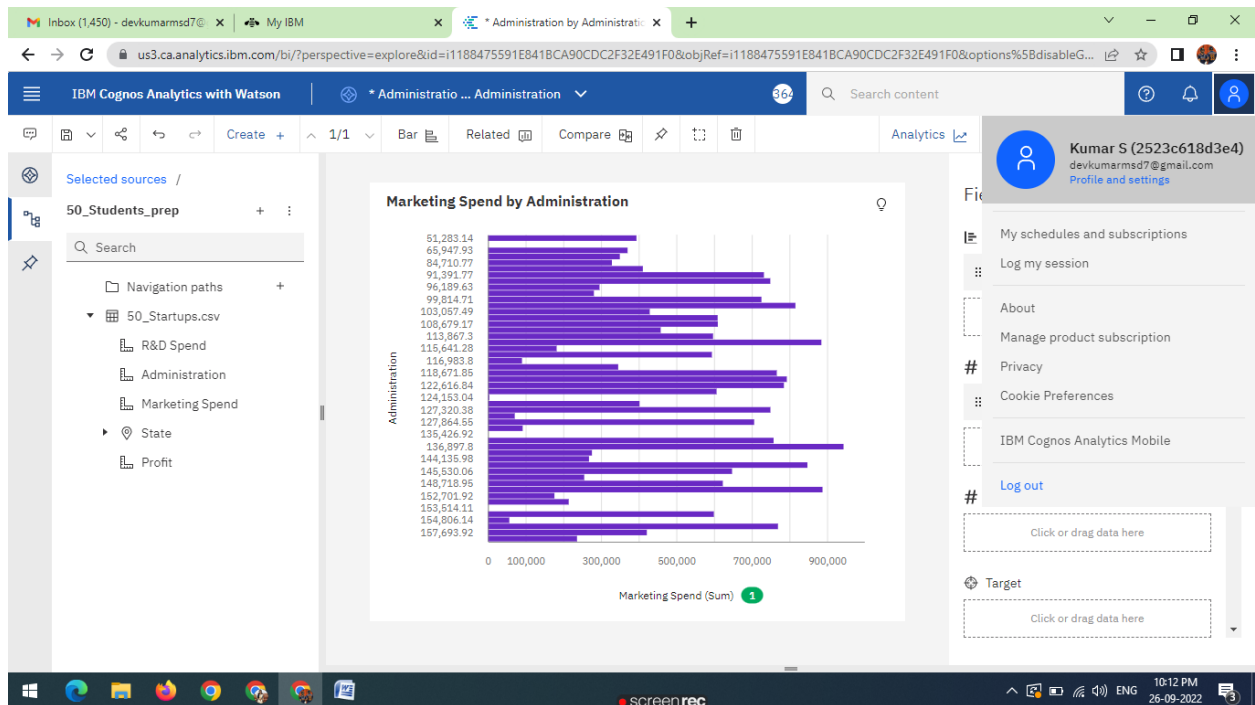 Inbox (1,450) - devkumarmsd7@
My IBM
* Administration by Administratio
us3.ca.analytics.ibm.com/bi/?perspective=explore&id=i1188475591E841BCA90CDC2F32E491F0&objRef=i1188475591E841BCA90CDC2F32E491F0&options%5BdisableG...
IBM Cognos Analytics with Watson
* Administratio ... Administration
364
Search content
Create +
1/1
Bar
Related
Compare
Analytics
Kumar S (2523c618d3e4)
devkumarmsd7@gmail.com
Profile and settings
My schedules and subscriptions
Log my session
About
Manage product subscription
Privacy
Cookie Preferences
IBM Cognos Analytics Mobile
Log out
Selected sources /
50_Students_prep
Search
Navigation paths
50_Startups.csv
R&D Spend
Administration
Marketing Spend
State
Profit
Marketing Spend by Administration
Administration
51,283.14
65,947.93
84,710.77
91,391.77
96,189.63
99,814.71
103,057.49
108,679.17
113,867.3
115,641.28
116,983.8
118,671.85
122,616.84
124,153.04
127,320.38
127,864.55
135,426.92
136,897.8
144,135.98
145,530.06
148,718.95
152,701.92
153,514.11
154,806.14
157,693.92
0 100,000 300,000 500,000 700,000 900,000
Marketing Spend (Sum) 1
Fie
#
#
Click or drag data here
Target
Click or drag data here
screenrec
ENG
10:12 PM
26-09-2022
3